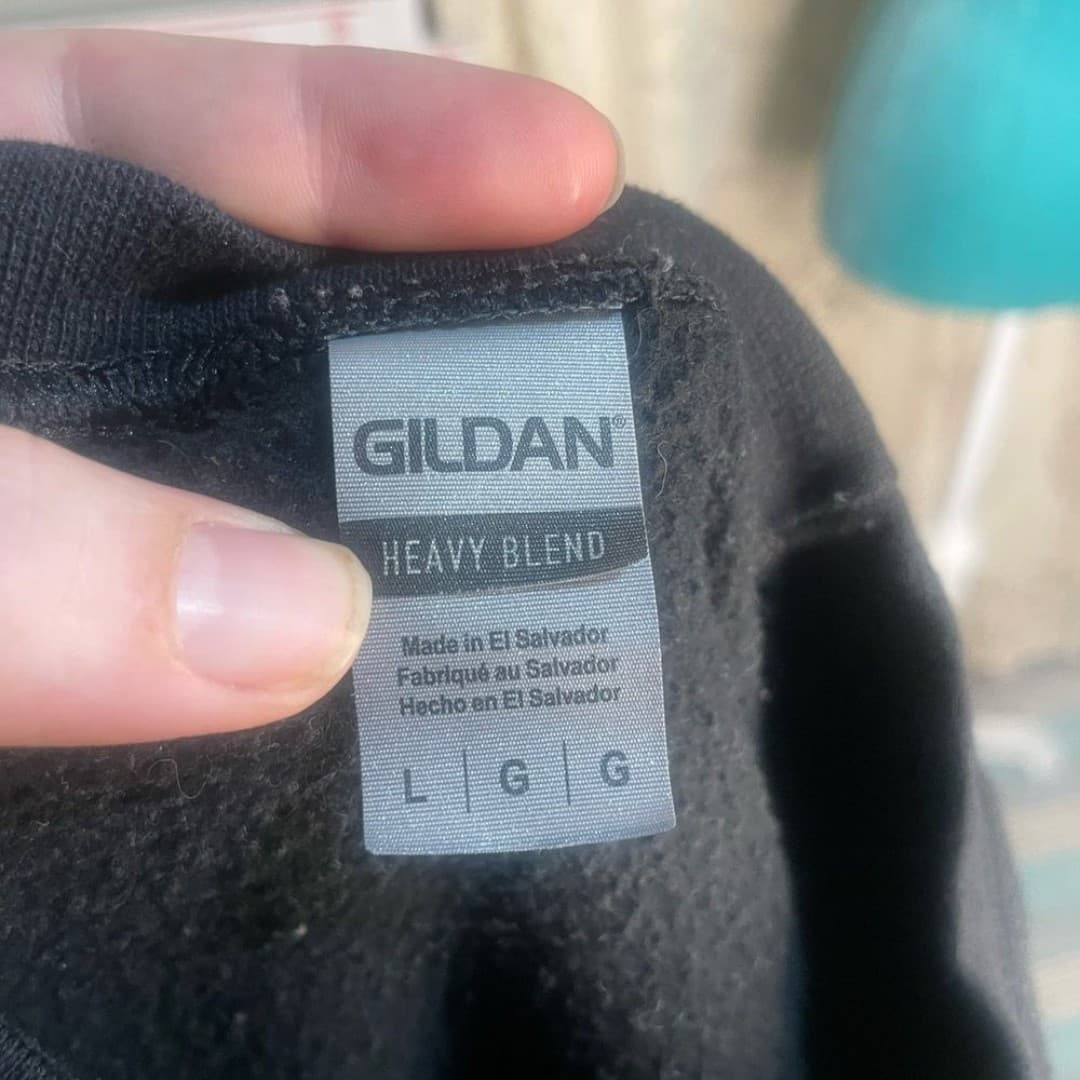 GILDAN®
HEAVY BLEND
Made in El Salvador
Fabriqué au Salvador
Hecho en El Salvador
L | G | G